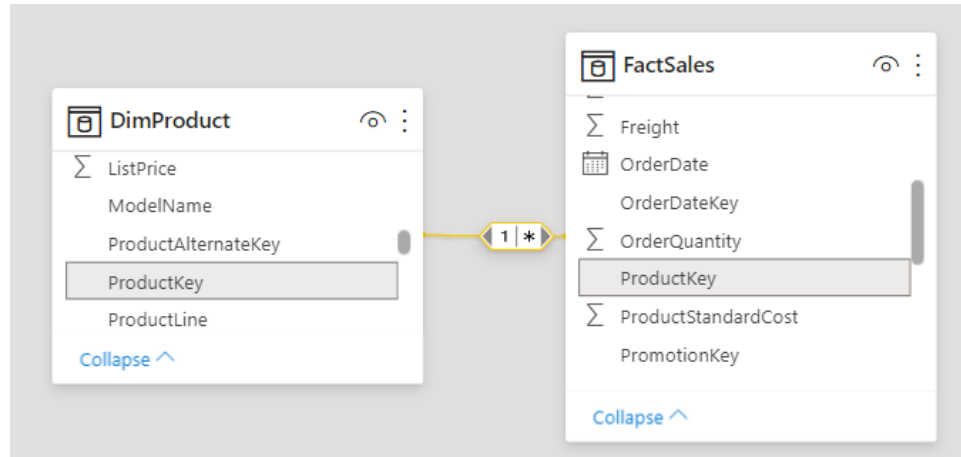 DimProduct
ListPrice
ModelName
ProductAlternateKey
ProductKey
ProductLine
Collapse
1 *
FactSales
Freight
OrderDate
OrderDateKey
OrderQuantity
ProductKey
ProductStandardCost
PromotionKey
Collapse